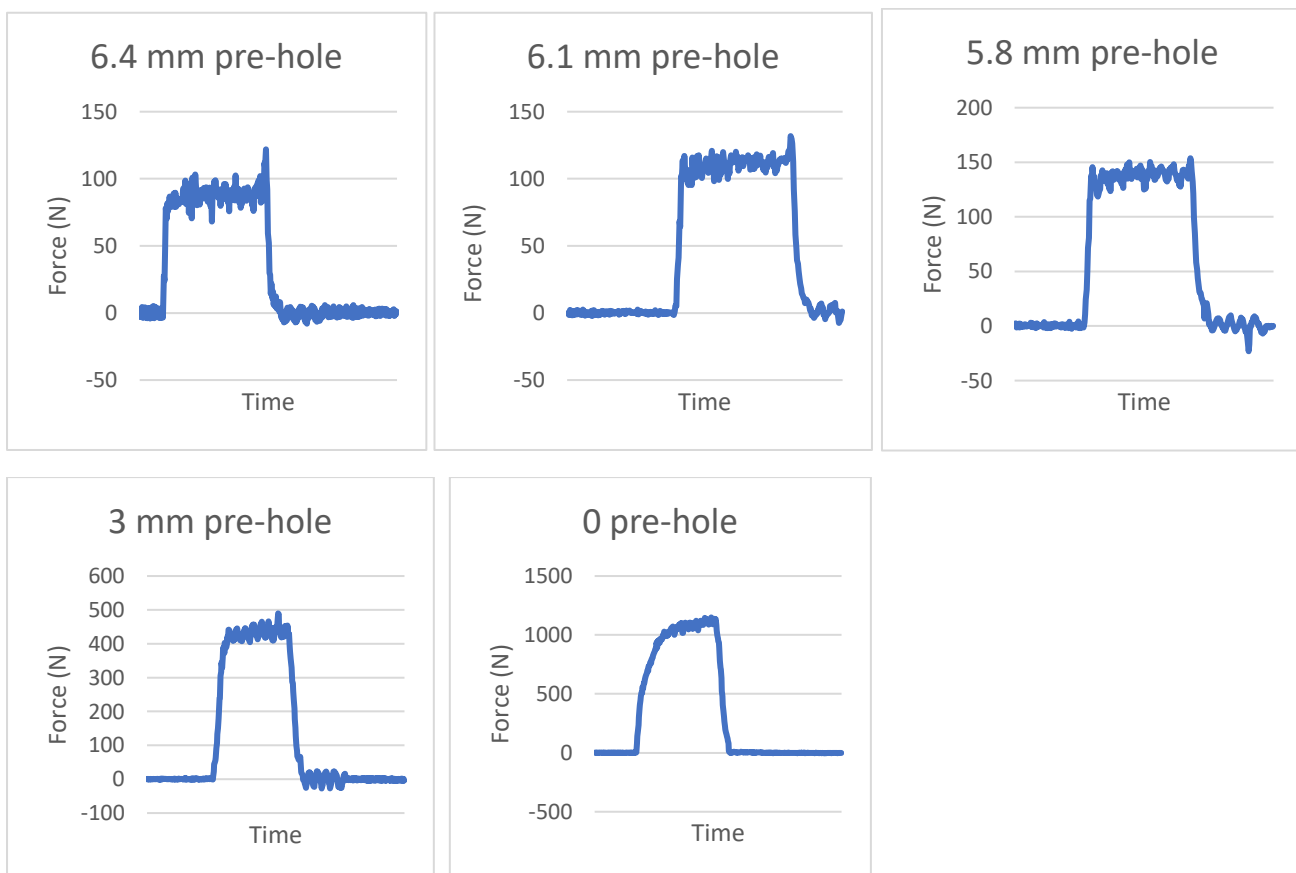 6.4 mm pre-hole
150
100
50
0
-50
Force (N)
Time
6.1 mm pre-hole
150
100
50
0
-50
Force (N)
Time
5.8 mm pre-hole
200
150
100
50
0
-50
Force (N)
Time
3 mm pre-hole
600
500
400
300
200
100
0
-100
Force (N)
Time
0 pre-hole
1500
1000
500
0
-500
Force (N)
Time